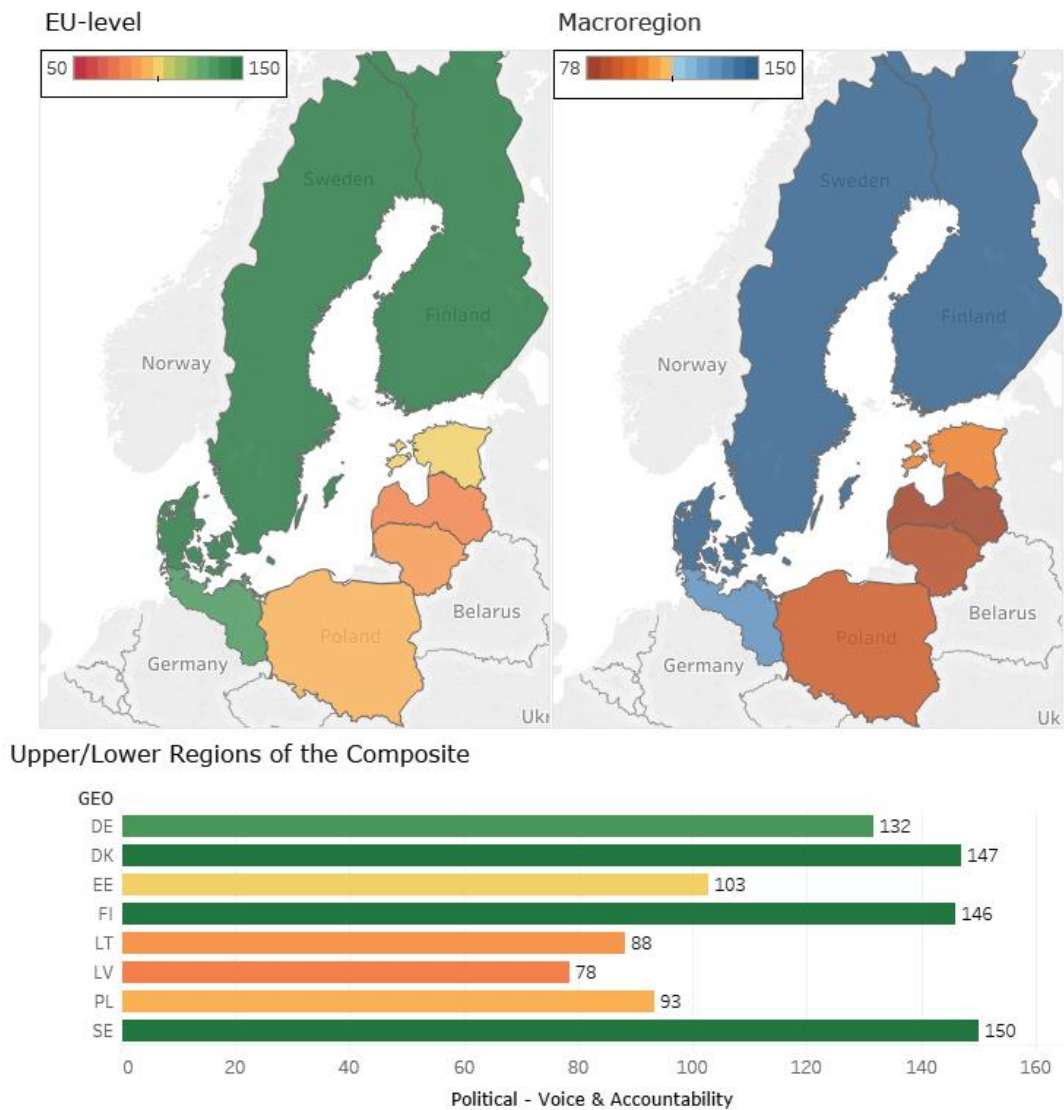 EU-level
50 150
Sweden
Finland
Norway
Belarus
Poland
Germany
Ukr
Macroregion
78 150
Sweden
Finland
Norway
Belarus
Poland
Germany
Uk
Upper/Lower Regions of the Composite
GEO
DE 132
DK 147
EE 103
FI 146
LT 88
LV 78
PL 93
SE 150
0 20 40 60 80 100 120 140 160
Political - Voice & Accountability